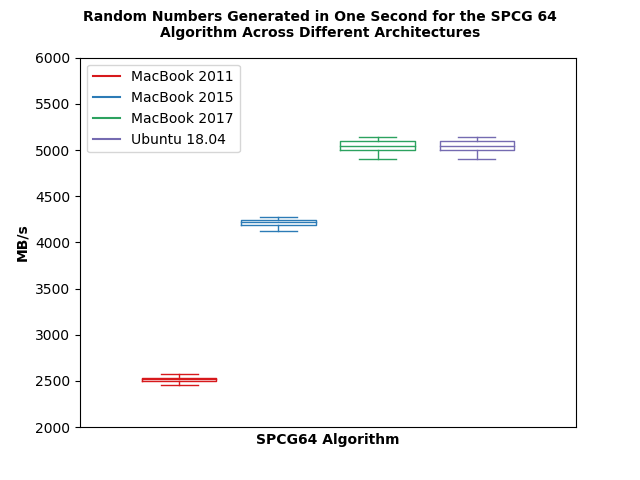 Random Numbers Generated in One Second for the SPCG 64
Algorithm Across Different Architectures
MacBook 2011
MacBook 2015
MacBook 2017
Ubuntu 18.04
6000
5500
5000
4500
4000
3500
3000
2500
2000
MB/s
SPCG64 Algorithm